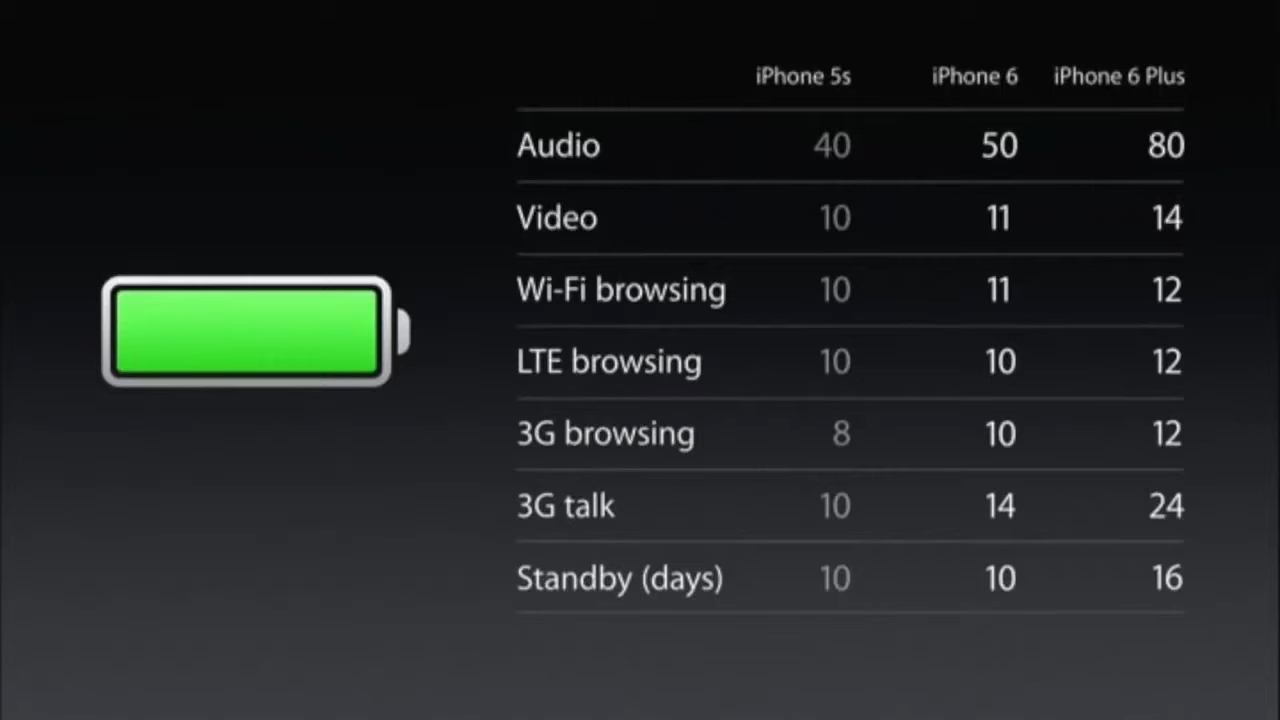 iPhone 5s iPhone 6 iPhone 6 Plus
Audio 40 50 80
Video 10 11 14
Wi-Fi browsing 10 11 12
LTE browsing 10 10 12
3G browsing 8 10 12
3G talk 10 14 24
Standby (days) 10 10 16